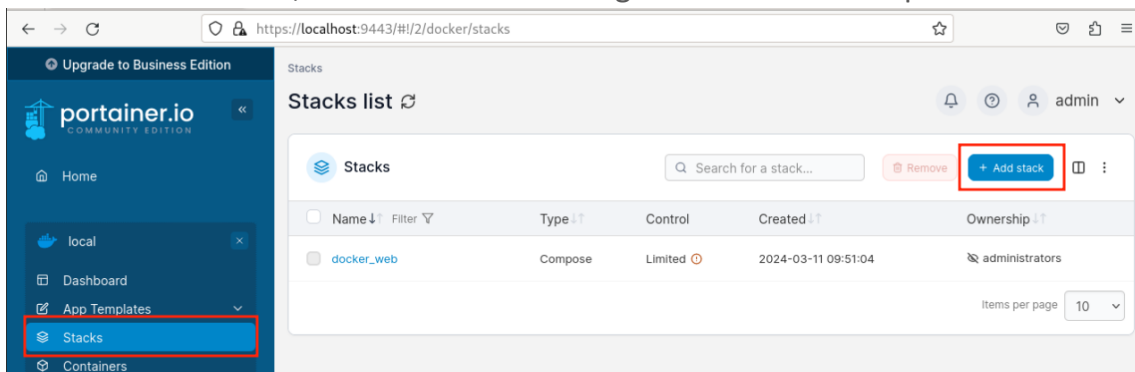 https://localhost:9443/#!/2/docker/stacks
Upgrade to Business Edition
portainer.io
COMMUNITY EDITION
Home
local
Dashboard
App Templates
Stacks
Containers
Stacks
Stacks list
admin
Stacks
Search for a stack...
Remove
+ Add stack
Name Filter Type Control Created Ownership
docker_web Compose Limited 2024-03-11 09:51:04 administrators
Items per page 10